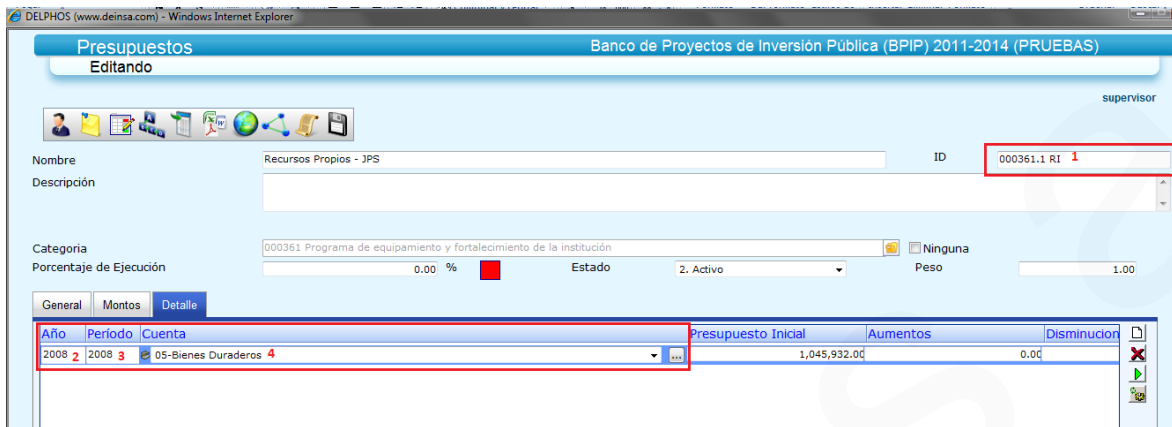 DELPHOS (www.deinsa.com) - Windows Internet Explorer
Presupuestos Banco de Proyectos de Inversión Pública (BPIP) 2011-2014 (PRUEBAS)
Editando
supervisor
Nombre Recursos Propios - JPS ID 000361.1 RI 1
Descripción
Categoria 000361 Programa de equipamiento y fortalecimiento de la institución Ninguna
Porcentaje de Ejecución 0.00 % Estado 2. Activo Peso 1.00
General Montos Detalle
Año Período Cuenta Presupuesto Inicial Aumentos Disminucion
2008 2 2008 3 05-Bienes Duraderos 4 ... 1,045,932.00 0.00